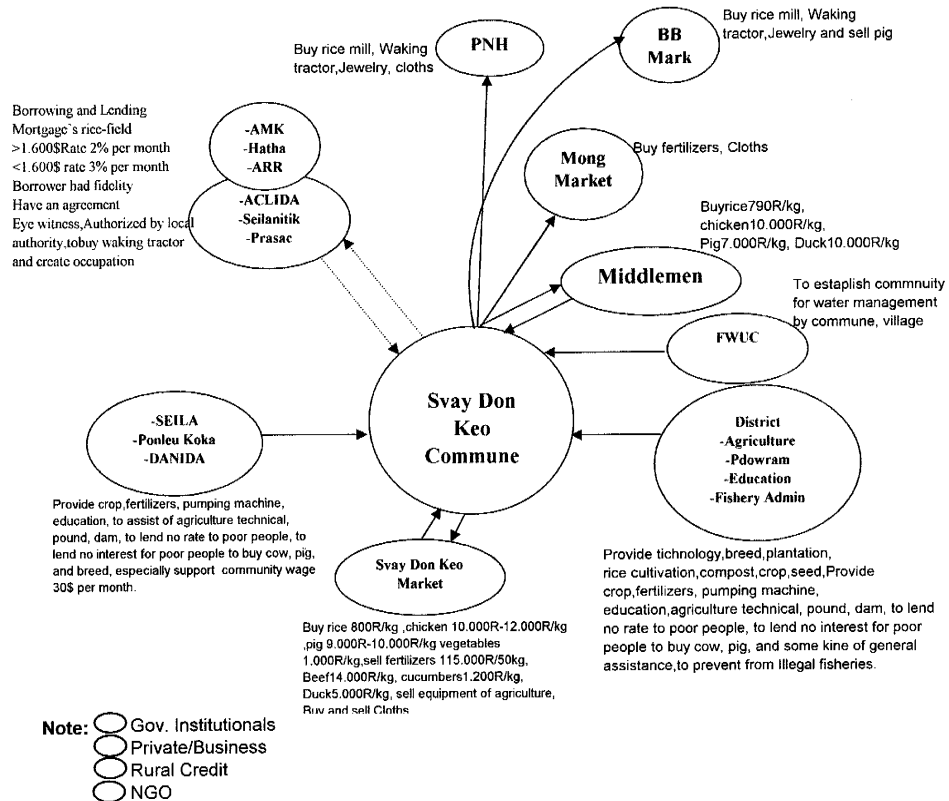 PNH
Buy rice mill, Waking
tractor,Jewelry, cloths
BB
Mark
Buy rice mill, Waking
tractor,Jewelry and sell pig
Borrowing and Lending
Mortgage`s rice-field
>1.600$Rate 2% per month
<1.600$ rate 3% per month
Borrower had fidelity
Have an agreement
Eye witness,Authorized by local
authority,tobuy waking tractor
and create occupation
-AMK
-Hatha
-ARR
-ACLIDA
-Seilanitik
-Prasac
Mong
Market
Buy fertilizers, Cloths
Buyrice790R/kg,
chicken10.000R/kg,
Pig7.000R/kg, Duck10.000R/kg
Middlemen
To estaplish commnuity
for water management
by commune, village
FWUC
Svay Don
Keo
Commune
-SEILA
-Ponleu Koka
-DANIDA
District
-Agriculture
-Pdowram
-Education
-Fishery Admin
Provide crop,fertilizers, pumping machine,
education, to assist of agriculture technical,
pound, dam, to lend no rate to poor people, to
lend no interest for poor people to buy cow, pig,
and breed, especially support community wage
30$ per month.
Svay Don Keo
Market
Provide tichnology,breed,plantation,
rice cultivation,compost,crop,seed,Provide
crop,fertilizers, pumping machine,
education,agriculture technical, pound, dam, to lend
no rate to poor people, to lend no interest for poor
people to buy cow, pig, and some kine of general
assistance,to prevent from Illegal fisheries.
Buy rice 800R/kg ,chicken 10.000R-12.000R/kg
,pig 9.000R-10.000R/kg vegetables
1.000R/kg,sell fertilizers 115.000R/50kg,
Beef14.000R/kg, cucumbers1.200R/kg,
Duck5.000R/kg, sell equipment of agriculture,
Buy and sell Cloths
Note: Gov. Institutionals
Private/Business
Rural Credit
NGO